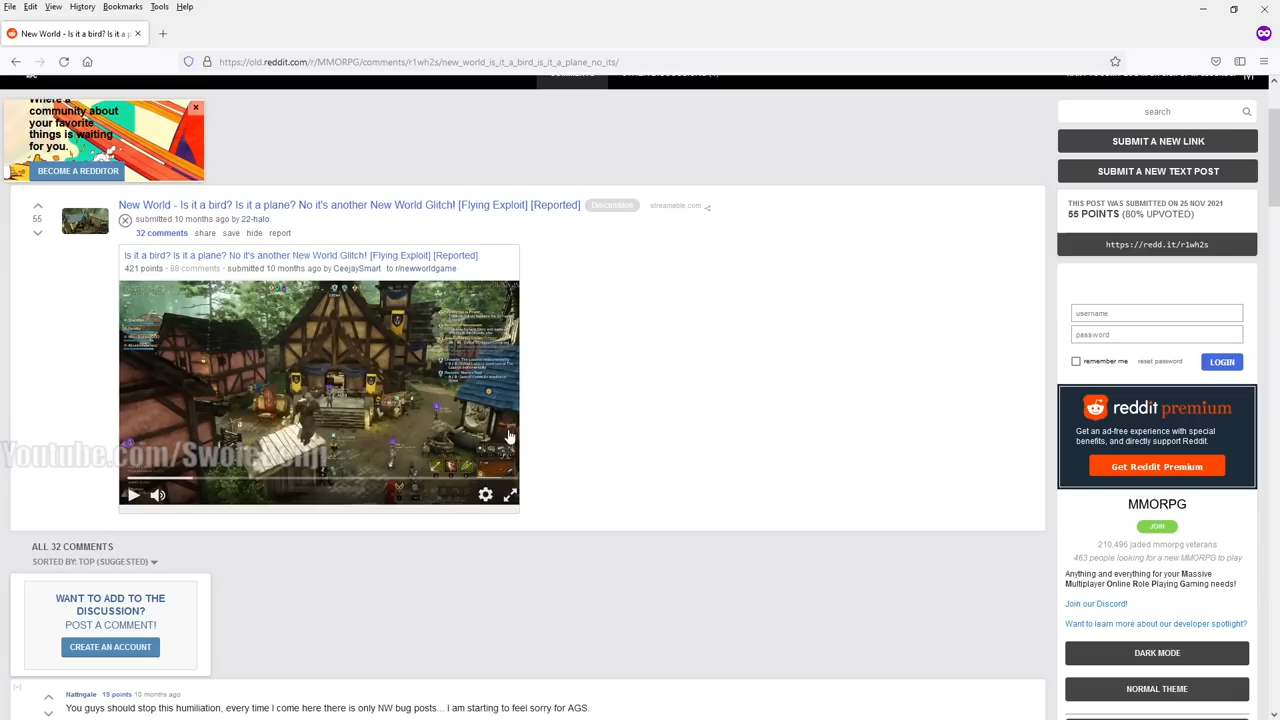 File Edit View History Bookmarks Tools Help
New World - Is it a bird? Is it a p
https://old.reddit.com/r/MMORPG/comments/r1wh2s/new_world_is_it_a_bird_is_it_a_plane_no_its/
Where a
community about
your favorite
things is waiting
for you.
BECOME A REDDITOR
55
New World - Is it a bird? Is it a plane? No it's another New World Glitch! [Flying Exploit] [Reported] Discussion streamable.com
submitted 10 months ago by 22-halo
32 comments share save hide report
Is it a bird? Is it a plane? No it's another New World Glitch! [Flying Exploit] [Reported]
421 points · 88 comments · submitted 10 months ago by CeejaySmart to r/newworldgame
ALL 32 COMMENTS
SORTED BY: TOP (SUGGESTED)
WANT TO ADD TO THE
DISCUSSION?
POST A COMMENT!
CREATE AN ACCOUNT
[–]
Nattngale 19 points 10 months ago
You guys should stop this humiliation, every time I come here there is only NW bug posts... I am starting to feel sorry for AGS.
search
SUBMIT A NEW LINK
SUBMIT A NEW TEXT POST
THIS POST WAS SUBMITTED ON 25 NOV 2021
55 POINTS (80% UPVOTED)
https://redd.it/r1wh2s
username
password
remember me reset password LOGIN
reddit premium
Get an ad-free experience with special
benefits, and directly support Reddit.
Get Reddit Premium
MMORPG
JOIN
210,496 jaded mmorpg veterans
463 people looking for a new MMORPG to play
Anything and everything for your Massive
Multiplayer Online Role Playing Gaming needs!
Join our Discord!
Want to learn more about our developer spotlight?
DARK MODE
NORMAL THEME